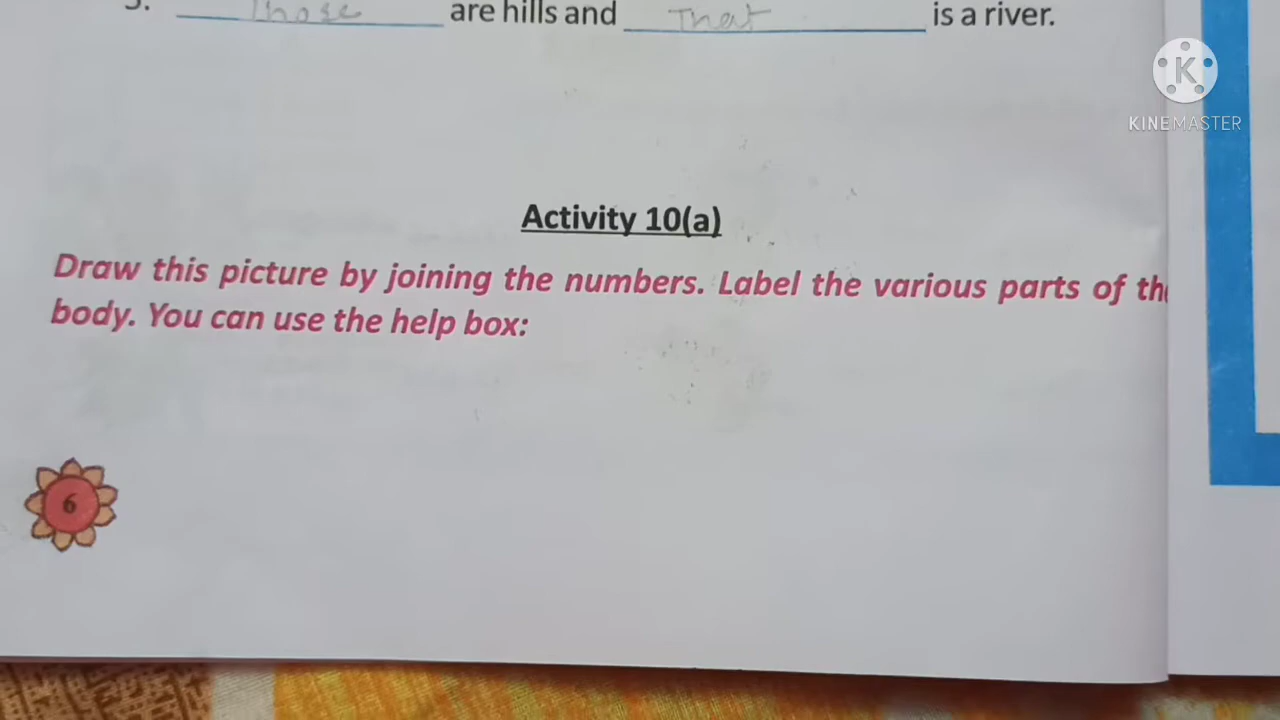 Those are hills and That is a river.
K
KINEMASTER
Activity 10(a)
Draw this picture by joining the numbers. Label the various parts of th
body. You can use the help box:
6